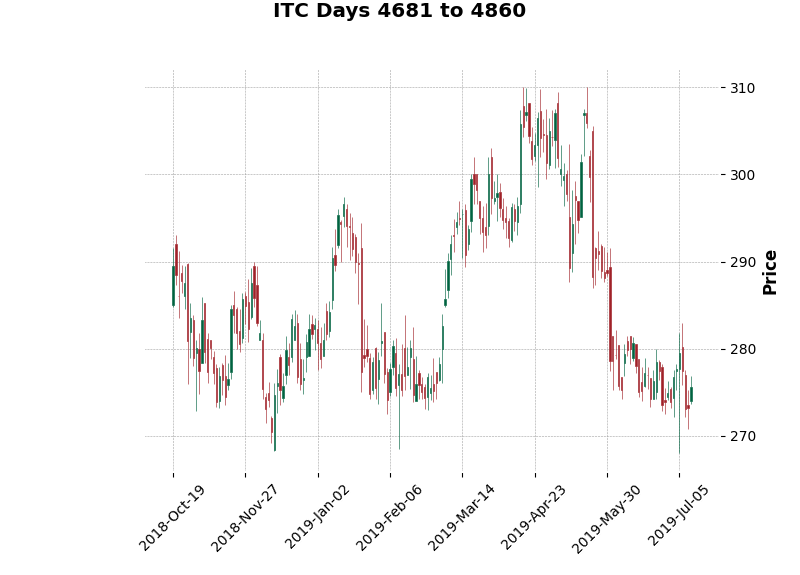 ITC Days 4681 to 4860
310
300
290
280
270
Price
2018-Oct-19
2018-Nov-27
2019-Jan-02
2019-Feb-06
2019-Mar-14
2019-Apr-23
2019-May-30
2019-Jul-05